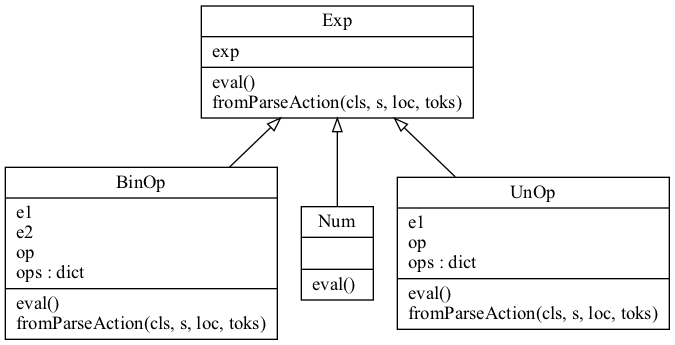 Exp
exp
eval()
fromParseAction(cls, s, loc, toks)
BinOp
e1
e2
op
ops : dict
eval()
fromParseAction(cls, s, loc, toks)
Num
eval()
UnOp
e1
op
ops : dict
eval()
fromParseAction(cls, s, loc, toks)